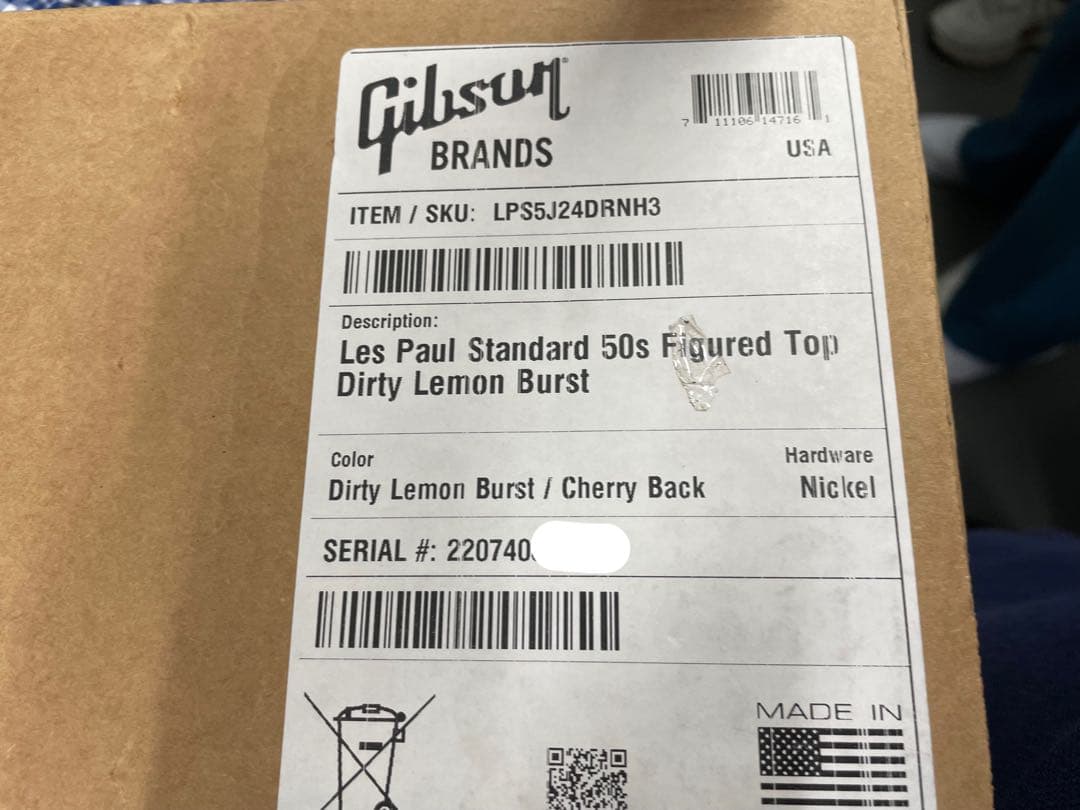 Gibson
BRANDS
7 11106 14716 1
USA
ITEM / SKU: LPS5J24DRNH3
Description:
Les Paul Standard 50s Figured Top
Dirty Lemon Burst
Color
Hardware
Dirty Lemon Burst / Cherry Back
Nickel
SERIAL #: 220740
MADE IN